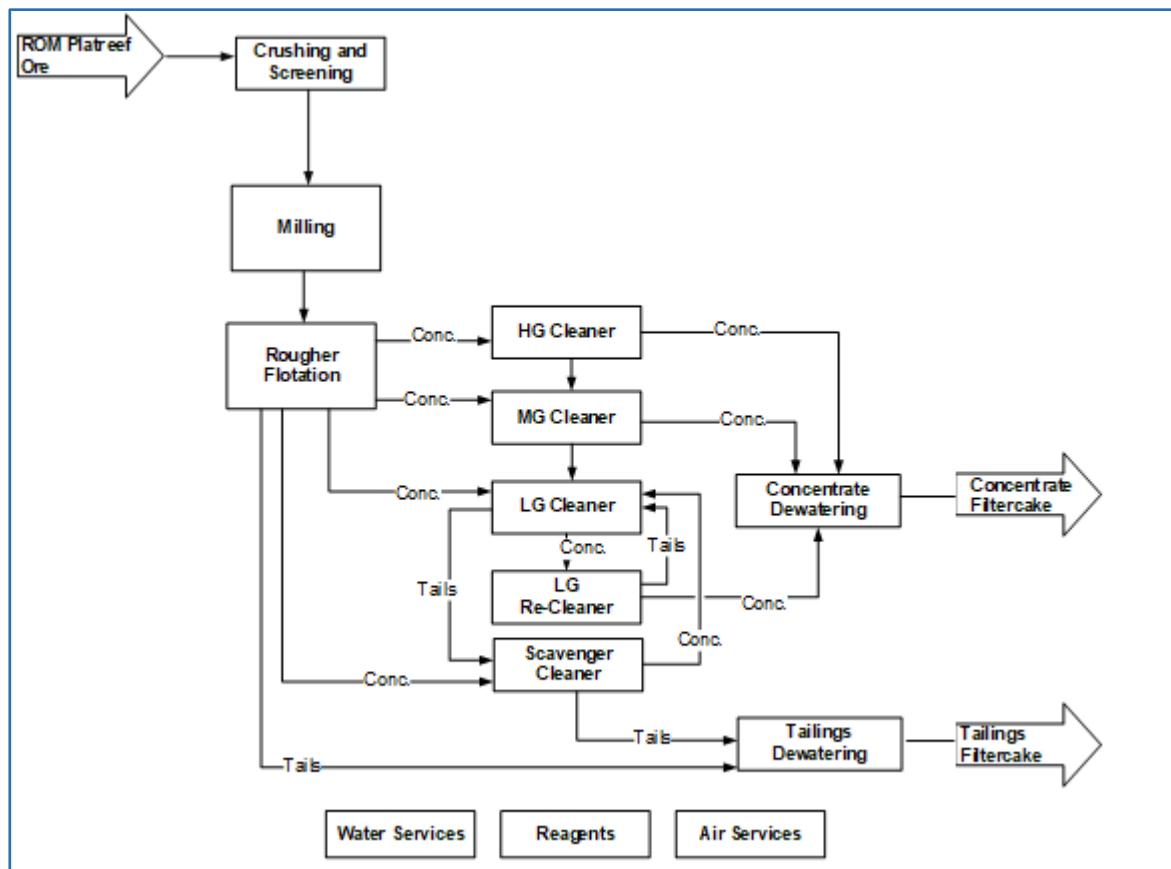 ROM Platreef
Ore
Crushing and
Screening
Milling
Rougher
Flotation
Conc.
HG Cleaner
Conc.
Conc.
MG Cleaner
Conc.
Conc.
LG Cleaner
Conc.
Tails
Tails
LG
Re-Cleaner
Conc.
Concentrate
Dewatering
Concentrate
Filtercake
Conc.
Scavenger
Cleaner
Conc.
Tails
Tails
Tailings
Dewatering
Tailings
Filtercake
Water Services
Reagents
Air Services